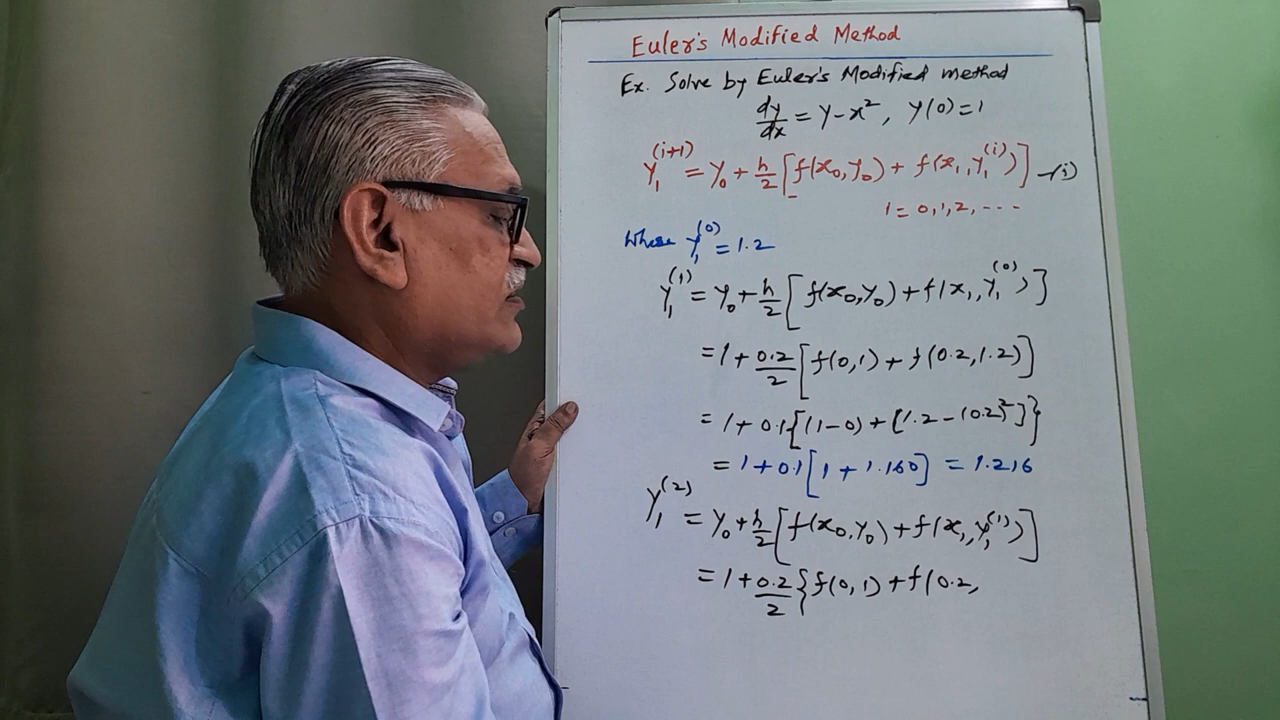 Euler's Modified Method
Ex. Solve by Euler's Modified method
dy/dx = y-x², y(0)=1
y₁^(i+1) = y₀ + h/2 [f(x₀,y₀) + f(x₁,y₁^(i))] -(i)
i = 0,1,2, ---
Where y₁^(0) = 1.2
y₁^(1) = y₀ + h/2 [f(x₀,y₀) + f(x₁,y₁^(0))]
= 1 + 0.2/2 [f(0,1) + f(0.2,1.2)]
= 1 + 0.1{(1-0) + [1.2-(0.2)²]}
= 1 + 0.1[1 + 1.160] = 1.216
y₁^(2) = y₀ + h/2 [f(x₀,y₀) + f(x₁,y₁^(1))]
= 1 + 0.2/2 {f(0,1) + f(0.2,